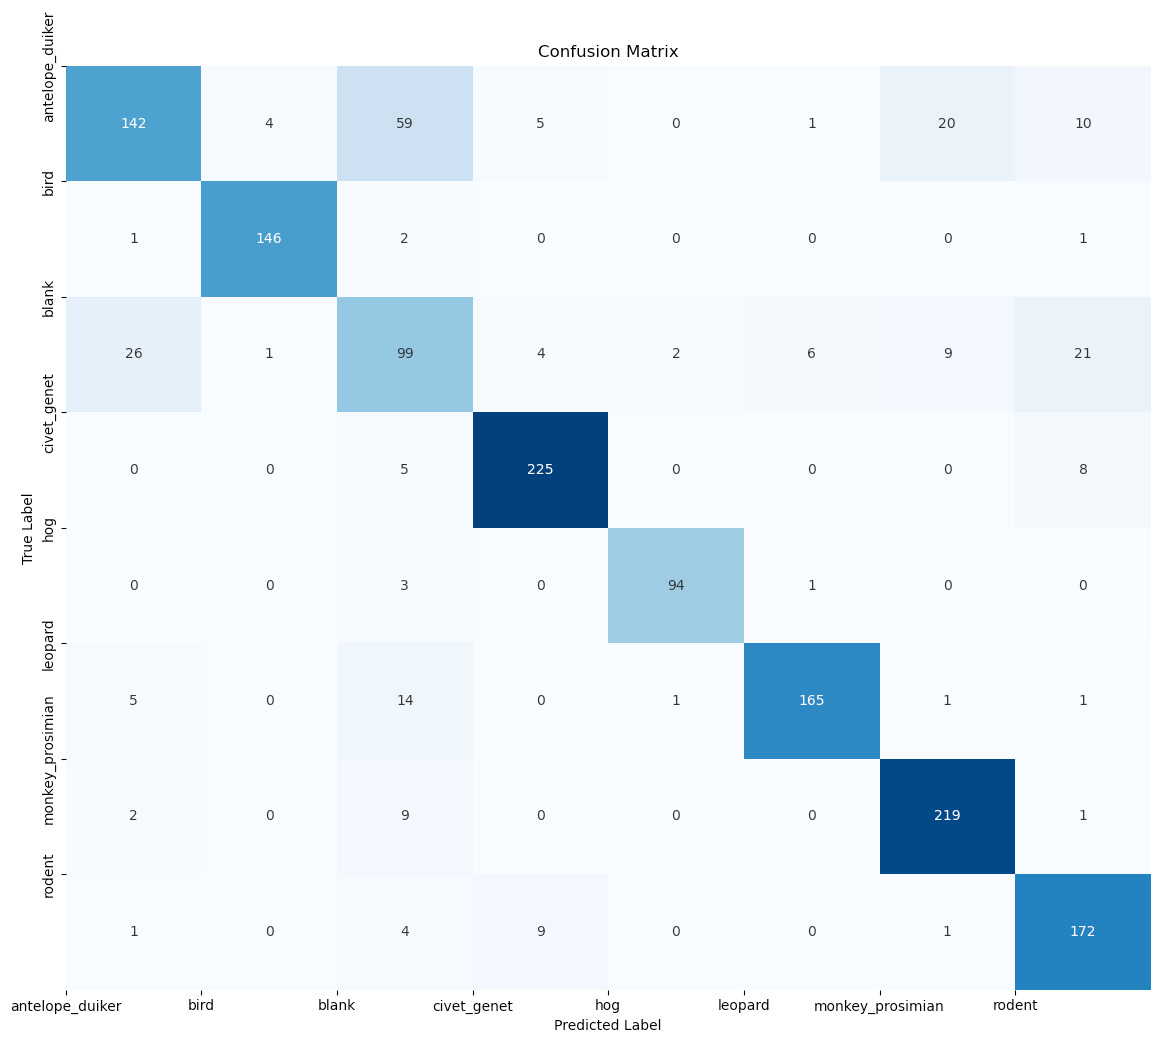 Confusion Matrix
antelope_duiker
142 4 59 5 0 1 20 10
bird
1 146 2 0 0 0 0 1
blank
26 1 99 4 2 6 9 21
civet_genet
0 0 5 225 0 0 0 8
True Label
hog
0 0 3 0 94 1 0 0
leopard
5 0 14 0 1 165 1 1
monkey_prosimian
2 0 9 0 0 0 219 1
rodent
1 0 4 9 0 0 1 172
antelope_duiker bird blank civet_genet hog leopard monkey_prosimian rodent
Predicted Label